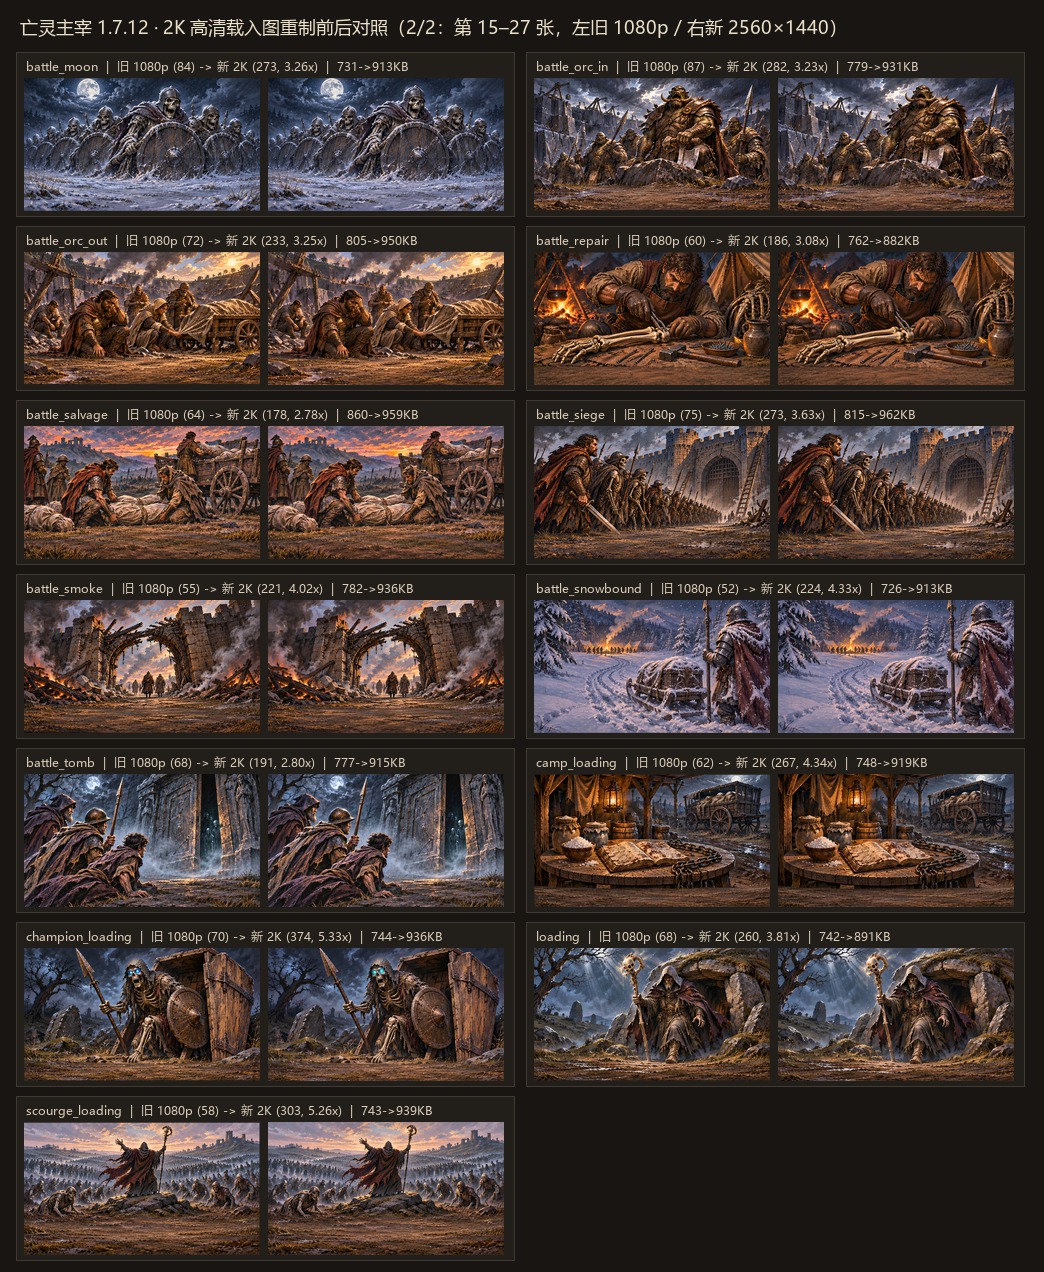 亡灵主宰 1.7.12 · 2K 高清载入图重制前后对照（2/2：第 15–27 张，左旧 1080p / 右新 2560×1440）
battle_moon | 旧 1080p (84) -> 新 2K (273, 3.26x) | 731->913KB
battle_orc_in | 旧 1080p (87) -> 新 2K (282, 3.23x) | 779->931KB
battle_orc_out | 旧 1080p (72) -> 新 2K (233, 3.25x) | 805->950KB
battle_repair | 旧 1080p (60) -> 新 2K (186, 3.08x) | 762->882KB
battle_salvage | 旧 1080p (64) -> 新 2K (178, 2.78x) | 860->959KB
battle_siege | 旧 1080p (75) -> 新 2K (273, 3.63x) | 815->962KB
battle_smoke | 旧 1080p (55) -> 新 2K (221, 4.02x) | 782->936KB
battle_snowbound | 旧 1080p (52) -> 新 2K (224, 4.33x) | 726->913KB
battle_tomb | 旧 1080p (68) -> 新 2K (191, 2.80x) | 777->915KB
camp_loading | 旧 1080p (62) -> 新 2K (267, 4.34x) | 748->919KB
champion_loading | 旧 1080p (70) -> 新 2K (374, 5.33x) | 744->936KB
loading | 旧 1080p (68) -> 新 2K (260, 3.81x) | 742->891KB
scourge_loading | 旧 1080p (58) -> 新 2K (303, 5.26x) | 743->939KB